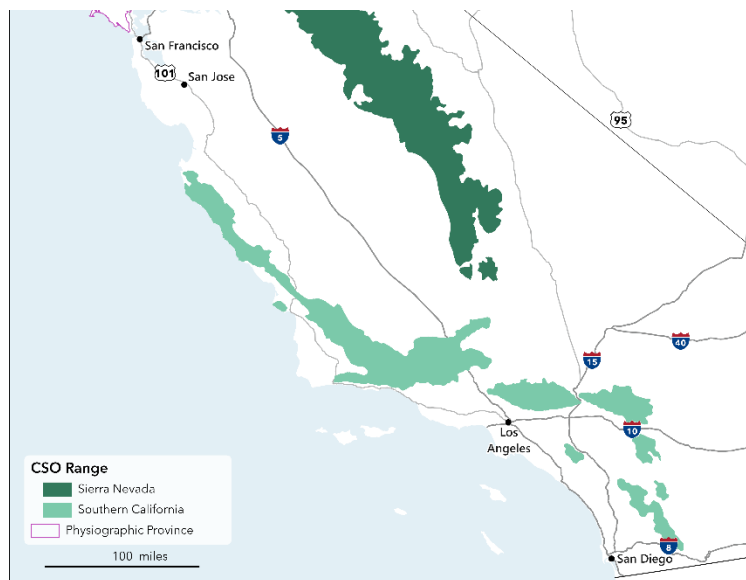 San Francisco
101
San Jose
5
95
40
15
10
Los
Angeles
CSO Range
Sierra Nevada
Southern California
Physiographic Province
100 miles
8
San Diego